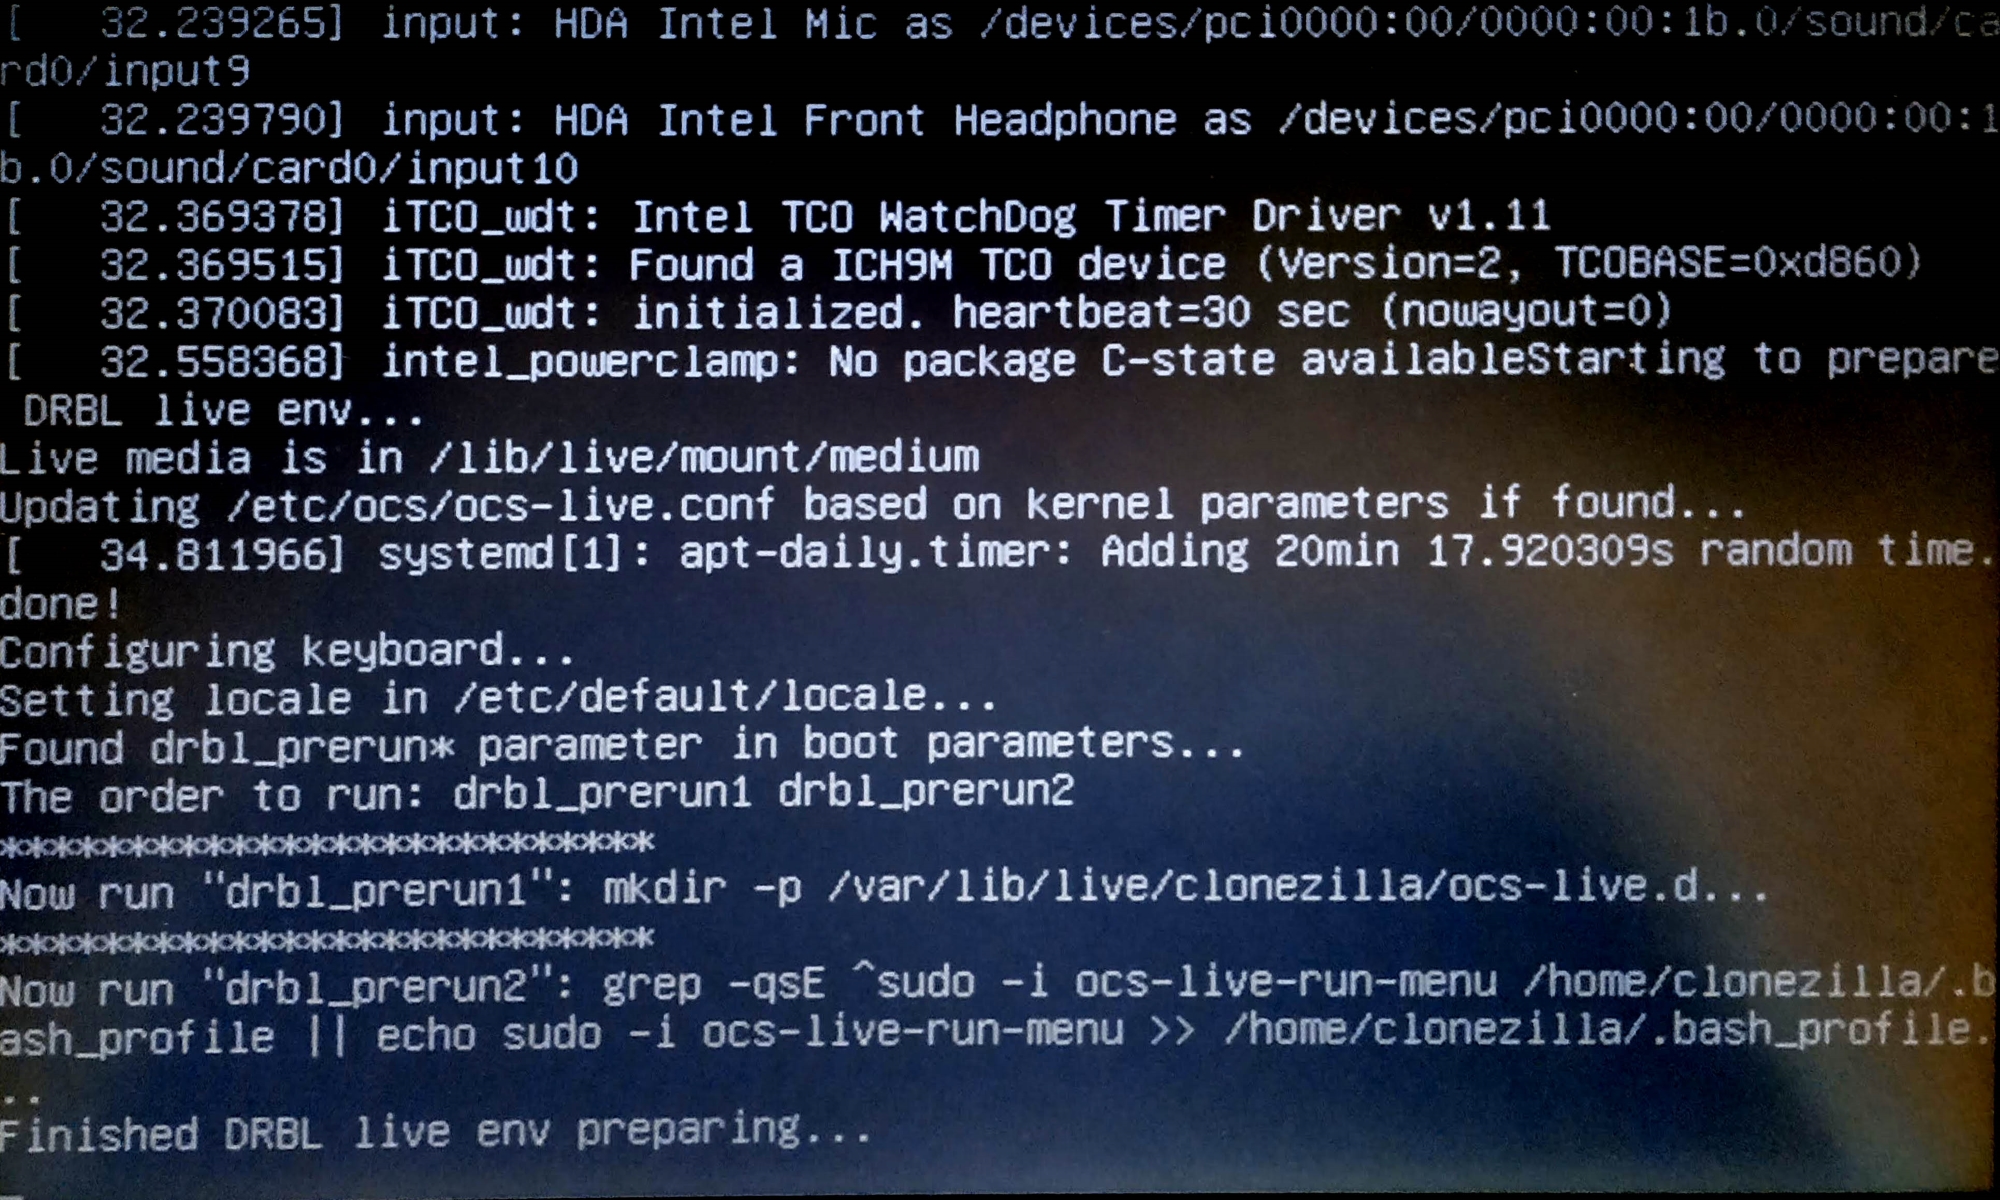 [   32.239265] input: HDA Intel Mic as /devices/pci0000:00/0000:00:1b.0/sound/ca
rd0/input9
[   32.239790] input: HDA Intel Front Headphone as /devices/pci0000:00/0000:00:1
b.0/sound/card0/input10
[   32.369378] iTCO_wdt: Intel TCO WatchDog Timer Driver v1.11
[   32.369515] iTCO_wdt: Found a ICH9M TCO device (Version=2, TCOBASE=0xd860)
[   32.370083] iTCO_wdt: initialized. heartbeat=30 sec (nowayout=0)
[   32.558368] intel_powerclamp: No package C-state availableStarting to prepare
 DRBL live env...
Live media is in /lib/live/mount/medium
Updating /etc/ocs/ocs-live.conf based on kernel parameters if found...
[   34.811966] systemd[1]: apt-daily.timer: Adding 20min 17.920309s random time.
done!
Configuring keyboard...
Setting locale in /etc/default/locale...
Found drbl_prerun* parameter in boot parameters...
The order to run: drbl_prerun1 drbl_prerun2
**************************
Now run "drbl_prerun1": mkdir -p /var/lib/live/clonezilla/ocs-live.d...
**************************
Now run "drbl_prerun2": grep -qsE ^sudo -i ocs-live-run-menu /home/clonezilla/.b
ash_profile || echo sudo -i ocs-live-run-menu >> /home/clonezilla/.bash_profile.
..
Finished DRBL live env preparing...